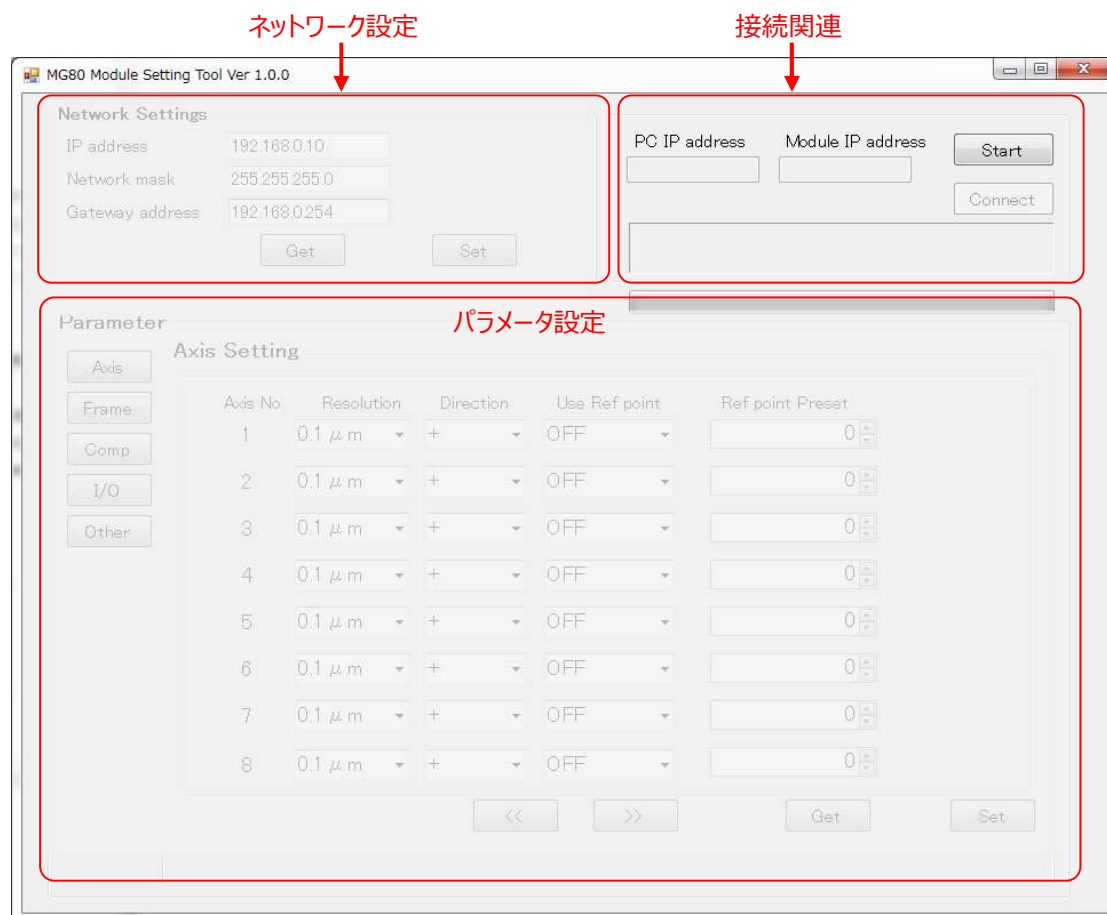 ネットワーク設定
接続関連
MG80 Module Setting Tool Ver 1.0.0
Network Settings
IP address 192.168.0.10
Network mask 255.255.255.0
Gateway address 192.168.0.254
Get Set
PC IP address Module IP address Start
Connect
パラメータ設定
Parameter
Axis
Frame
Comp
I/O
Other
Axis Setting
Axis No Resolution Direction Use Ref point Ref point Preset
1 0.1 μm + OFF 0
2 0.1 μm + OFF 0
3 0.1 μm + OFF 0
4 0.1 μm + OFF 0
5 0.1 μm + OFF 0
6 0.1 μm + OFF 0
7 0.1 μm + OFF 0
8 0.1 μm + OFF 0
<< >> Get Set